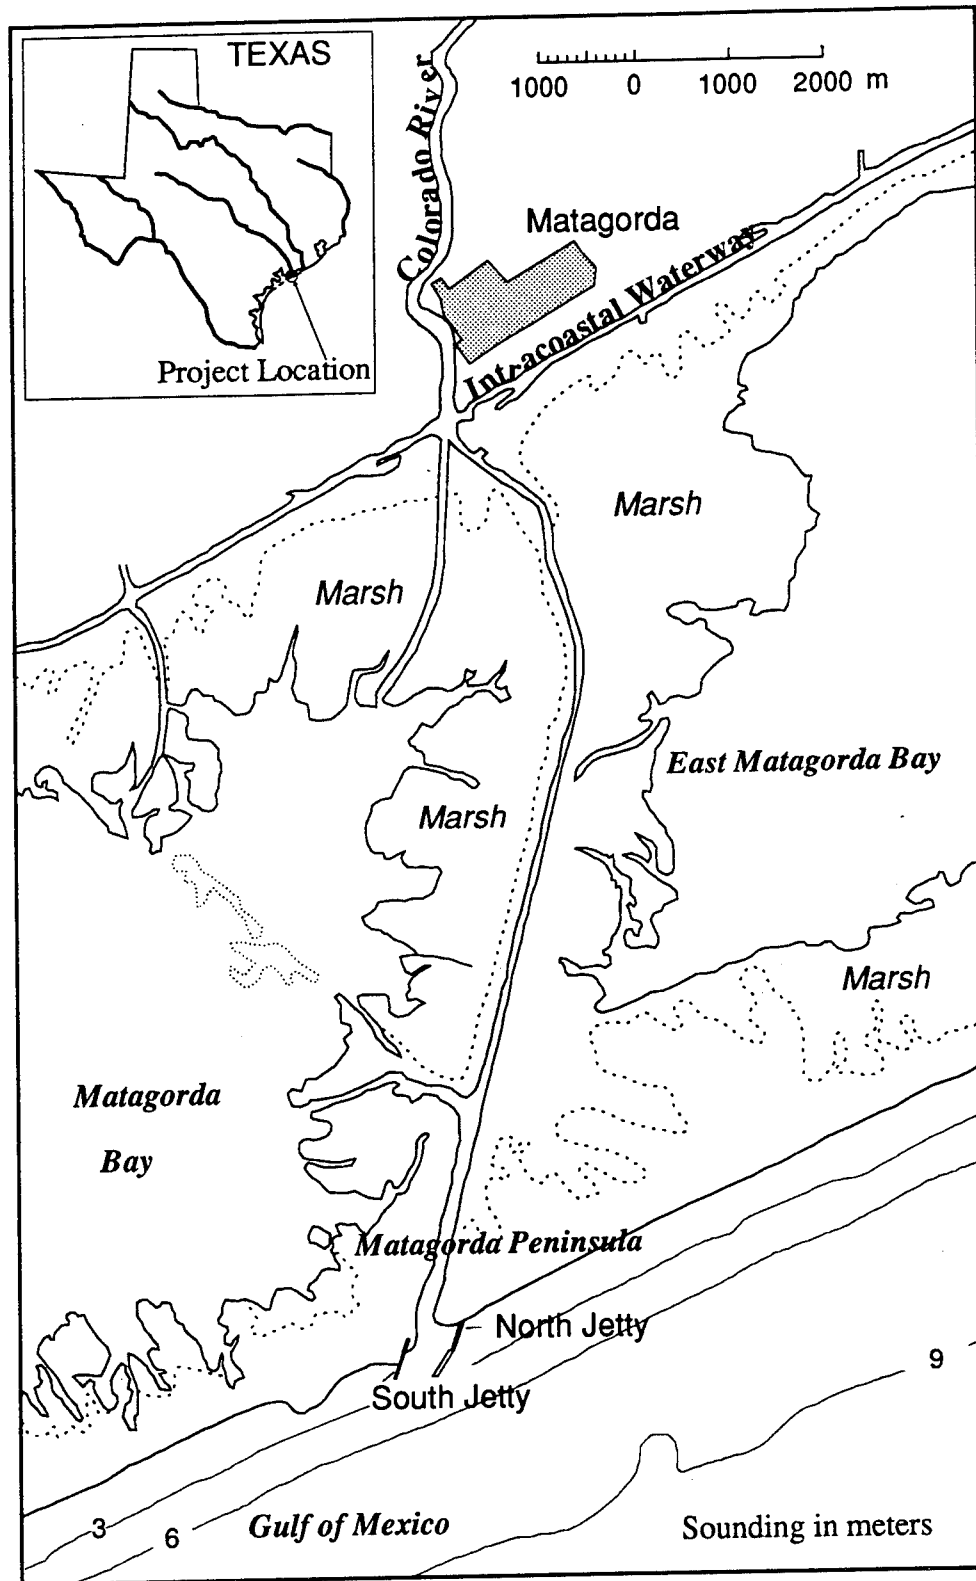 TEXAS
Project Location
1000 0 1000 2000 m
Colorado River
Matagorda
Intracoastal Waterway
Marsh
Marsh
East Matagorda Bay
Marsh
Marsh
Matagorda
Bay
Matagorda Peninsula
North Jetty
9
South Jetty
3
6
Gulf of Mexico
Sounding in meters